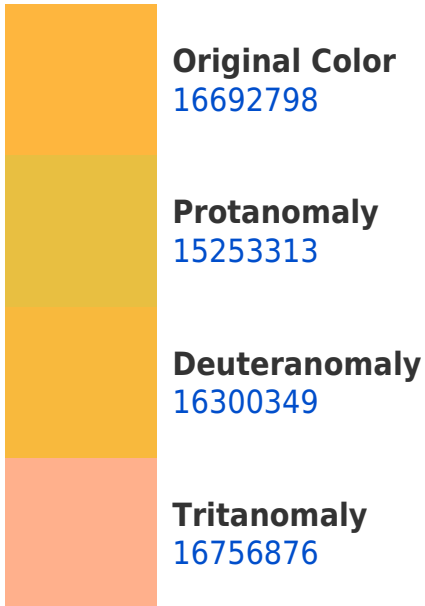 Original Color
16692798
Protanomaly
15253313
Deuteranomaly
16300349
Tritanomaly
16756876